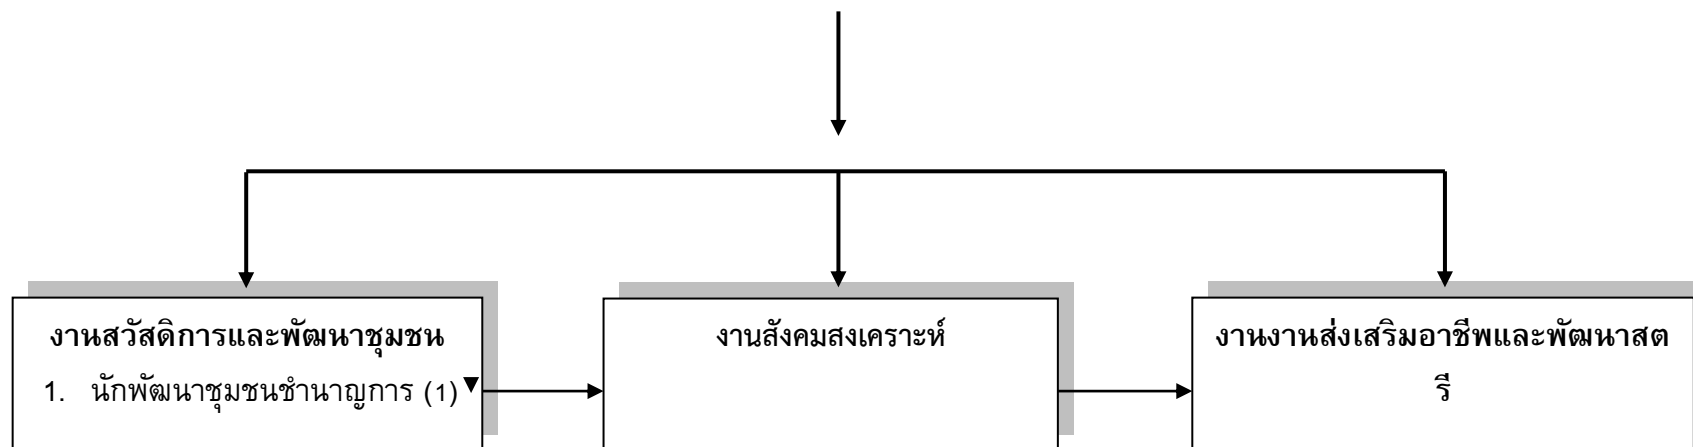 งานสวัสดิการและพัฒนาชุมชน
1. นักพัฒนาชุมชนชำนาญการ (1)
งานสังคมสงเคราะห์
งานงานส่งเสริมอาชีพและพัฒนาสต
รี